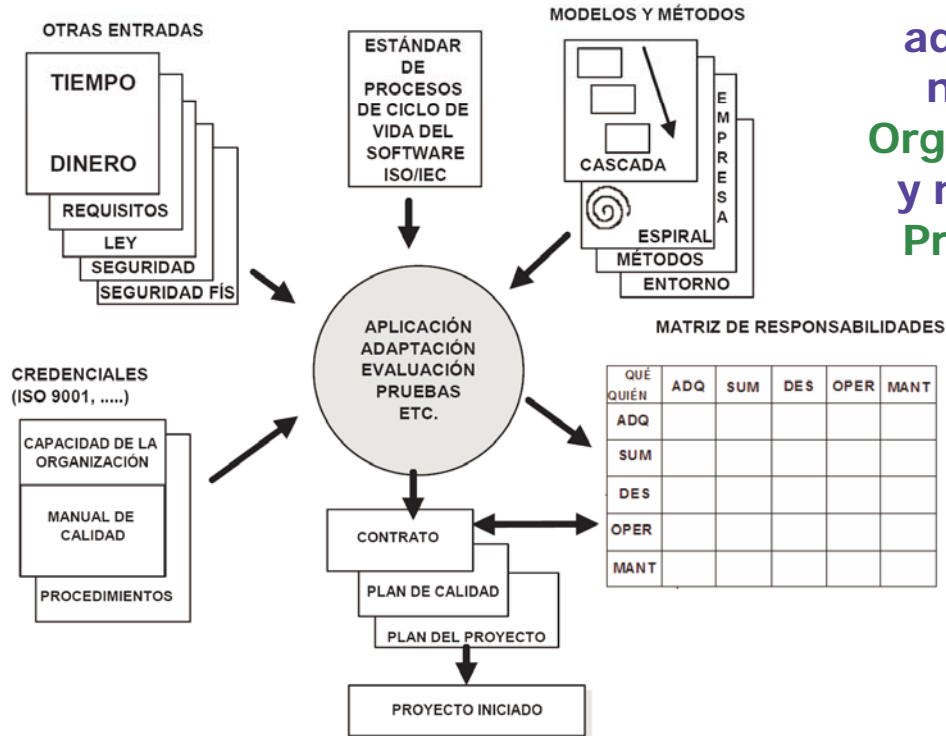 OTRAS ENTRADAS
TIEMPO
DINERO
REQUISITOS
LEY
SEGURIDAD
SEGURIDAD FÍS
ESTÁNDAR
DE
PROCESOS
DE CICLO DE
VIDA DEL
SOFTWARE
ISO/IEC
MODELOS Y MÉTODOS
CASCADA
ESPIRAL
MÉTODOS
ENTORNO
EMPRESA
Org
y
APLICACIÓN
ADAPTACIÓN
EVALUACIÓN
PRUEBAS
ETC.
CREDENCIALES
(ISO 9001, .....)
CAPACIDAD DE LA
ORGANIZACIÓN
MANUAL DE
CALIDAD
PROCEDIMIENTOS
MATRIZ DE RESPONSABILIDADES
QUÉ
QUIÉN ADQ SUM DES OPER MANT
ADQ
SUM
DES
OPER
MANT
CONTRATO
PLAN DE CALIDAD
PLAN DEL PROYECTO
PROYECTO INICIADO